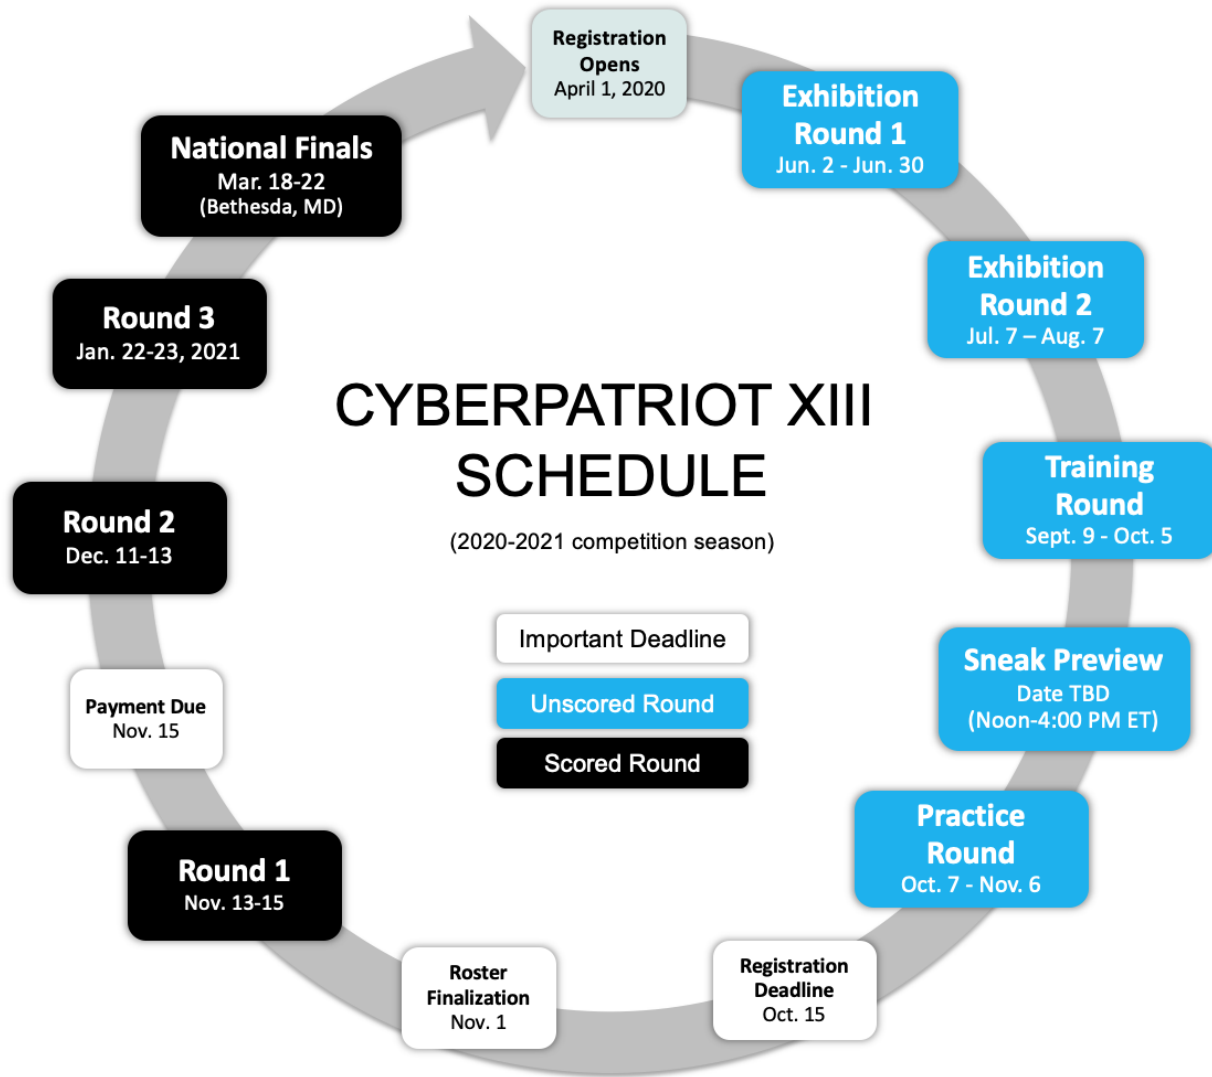 Registration
Opens
April 1, 2020
Exhibition
Round 1
Jun. 2 - Jun. 30
Exhibition
Round 2
Jul. 7 – Aug. 7
Training
Round
Sept. 9 - Oct. 5
Sneak Preview
Date TBD
(Noon-4:00 PM ET)
Practice
Round
Oct. 7 - Nov. 6
Registration
Deadline
Oct. 15
Roster
Finalization
Nov. 1
Round 1
Nov. 13-15
Payment Due
Nov. 15
Round 2
Dec. 11-13
Round 3
Jan. 22-23, 2021
National Finals
Mar. 18-22
(Bethesda, MD)
CYBERPATRIOT XIII
SCHEDULE
(2020-2021 competition season)
Important Deadline
Unscored Round
Scored Round